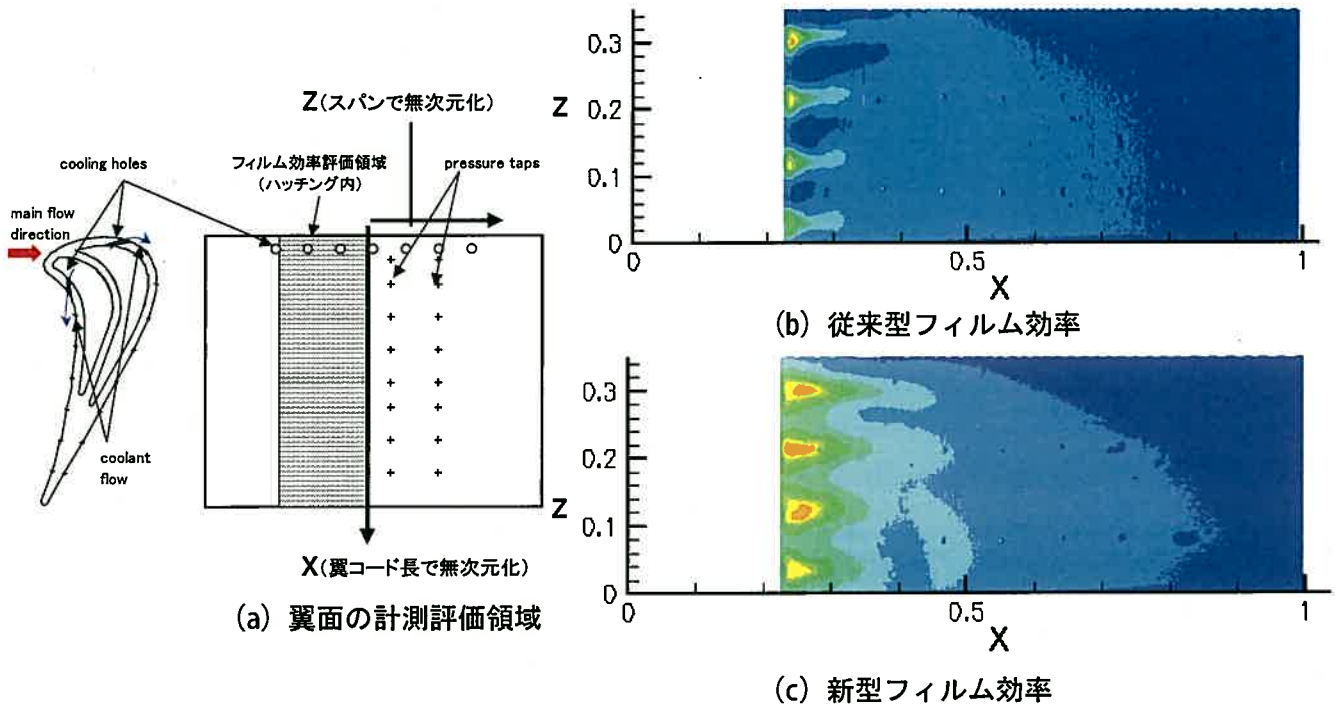 Z(スパンで無次元化)
cooling holes
フィルム効率評価領域
(ハッチング内)
pressure taps
main flow
direction
coolant
flow
Z
X(翼コード長で無次元化)
(a) 翼面の計測評価領域
0.3
Z
0.2
0.1
0
0
0.5
1
X
(b) 従来型フィルム効率
0.3
0.2
Z
0.1
0
0
0.5
1
X
(c) 新型フィルム効率